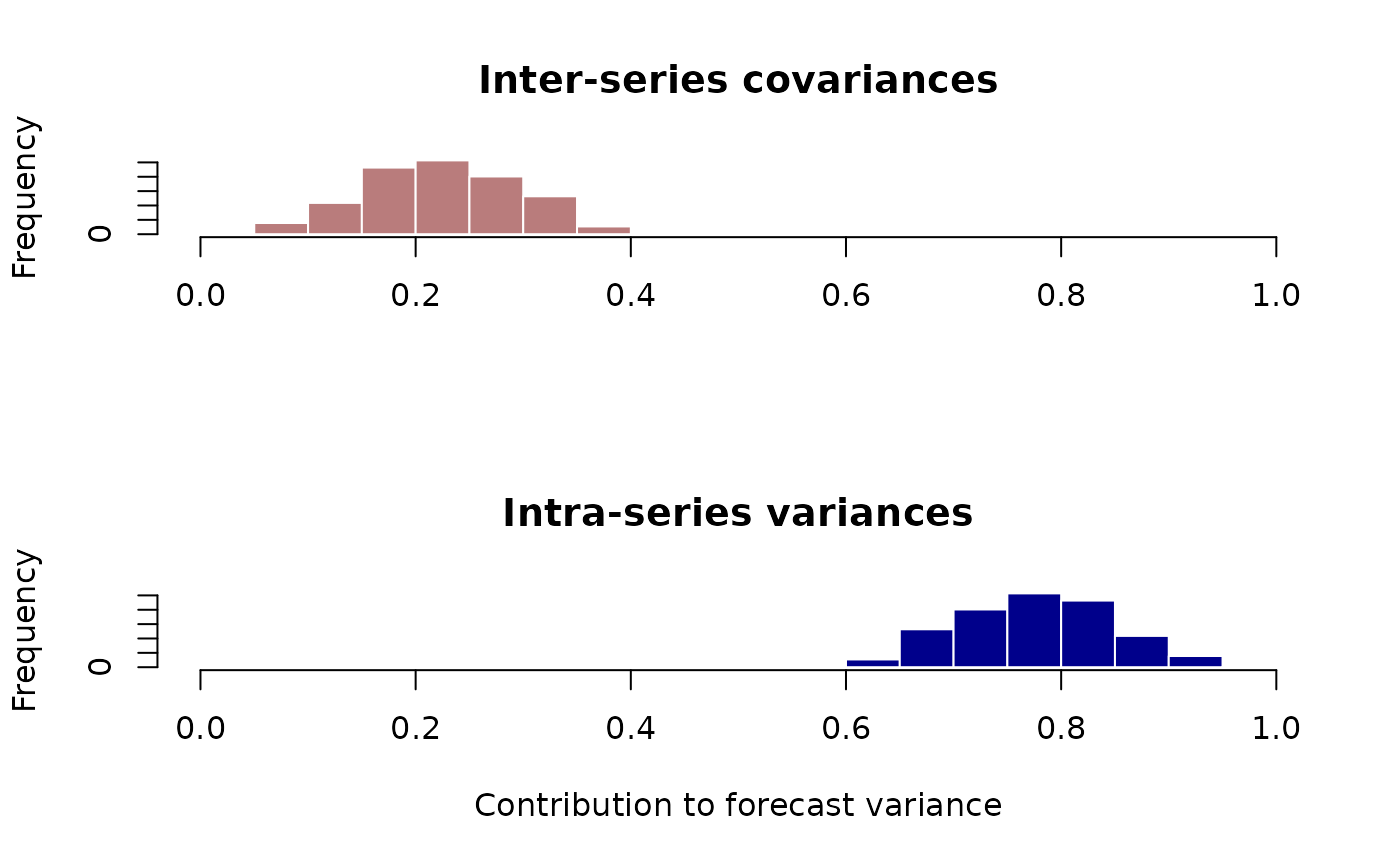 Inter-series covariances
Frequency
0
0.0 0.2 0.4 0.6 0.8 1.0
Intra-series variances
Frequency
0
0.0 0.2 0.4 0.6 0.8 1.0
Contribution to forecast variance